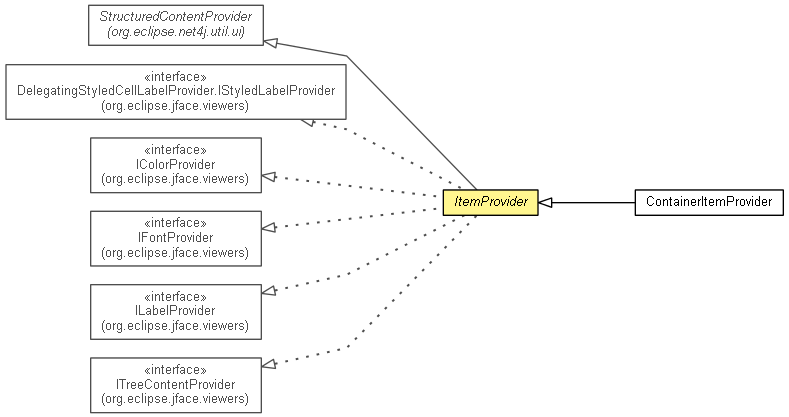 StructuredContentProvider
(org.eclipse.net4j.util.ui)
«interface»
DelegatingStyledCellLabelProvider.IStyledLabelProvider
(org.eclipse.jface.viewers)
«interface»
IColorProvider
(org.eclipse.jface.viewers)
«interface»
IFontProvider
(org.eclipse.jface.viewers)
«interface»
ILabelProvider
(org.eclipse.jface.viewers)
«interface»
ITreeContentProvider
(org.eclipse.jface.viewers)
ItemProvider
ContainerItemProvider